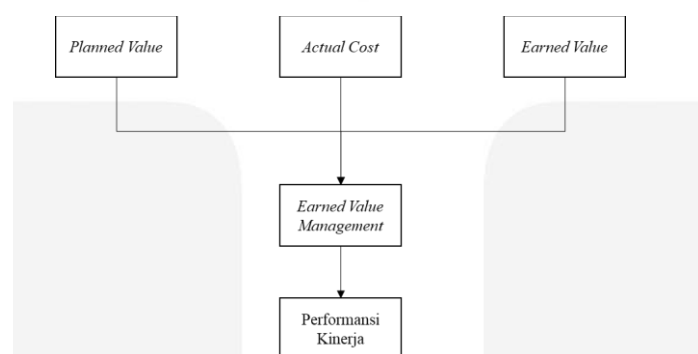 Planned Value
Actual Cost
Earned Value
Earned Value
Management
Performansi
Kinerja